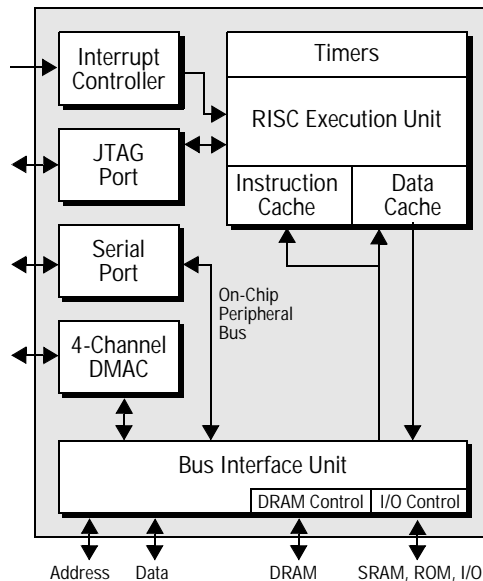 Interrupt
Controller
Timers
RISC Execution Unit
JTAG
Port
Instruction
Cache
Data
Cache
Serial
Port
On-Chip
Peripheral
Bus
4-Channel
DMAC
Bus Interface Unit
DRAM Control
I/O Control
Address
Data
DRAM
SRAM, ROM, I/O